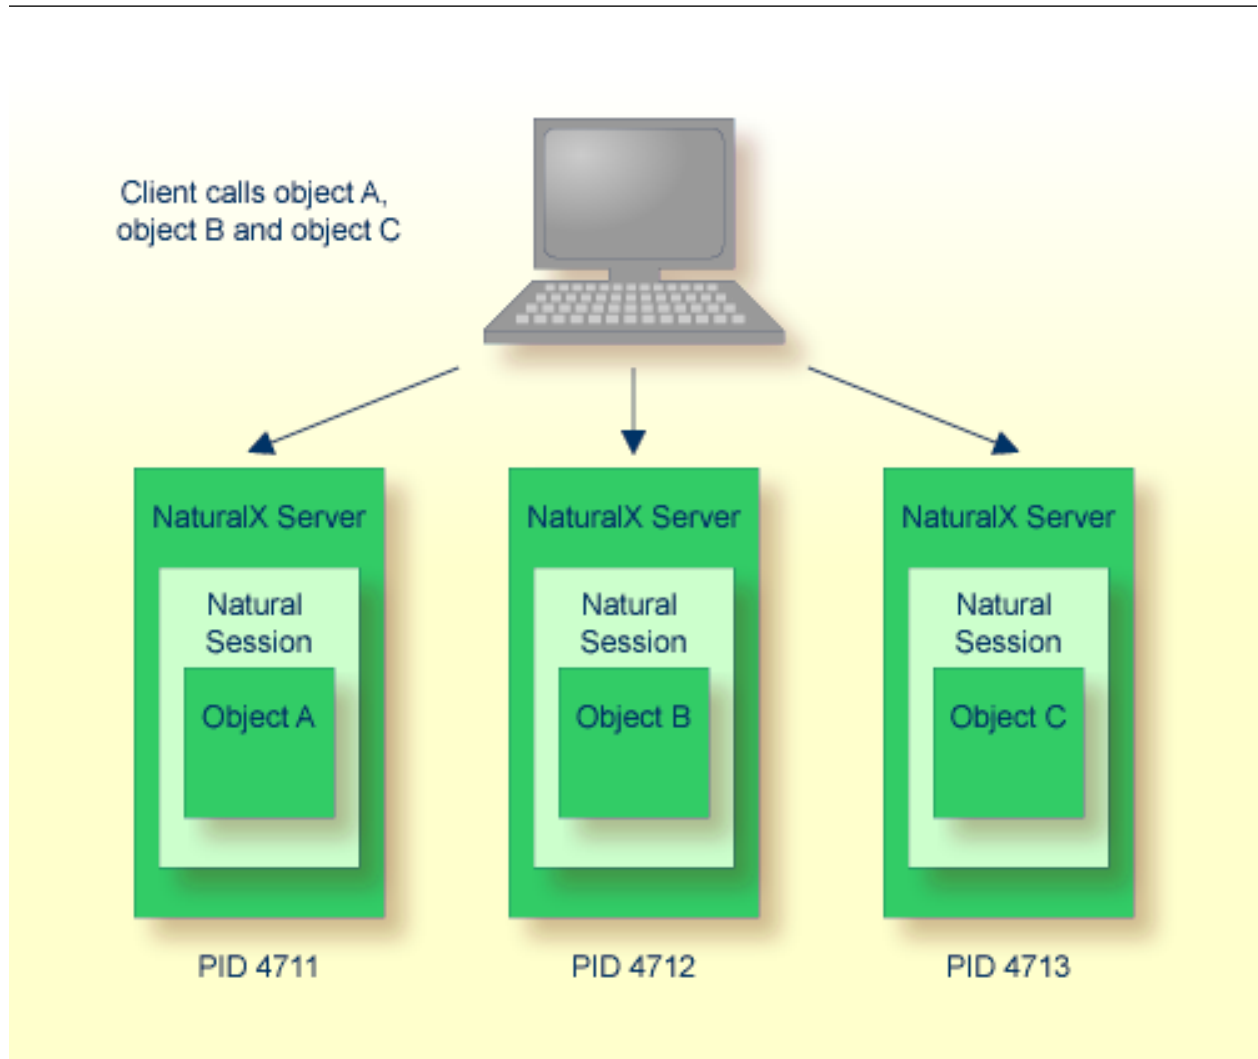 Client calls object A,
object B and object C
NaturalX Server
Natural
Session
Object A
PID 4711
NaturalX Server
Natural
Session
Object B
PID 4712
NaturalX Server
Natural
Session
Object C
PID 4713